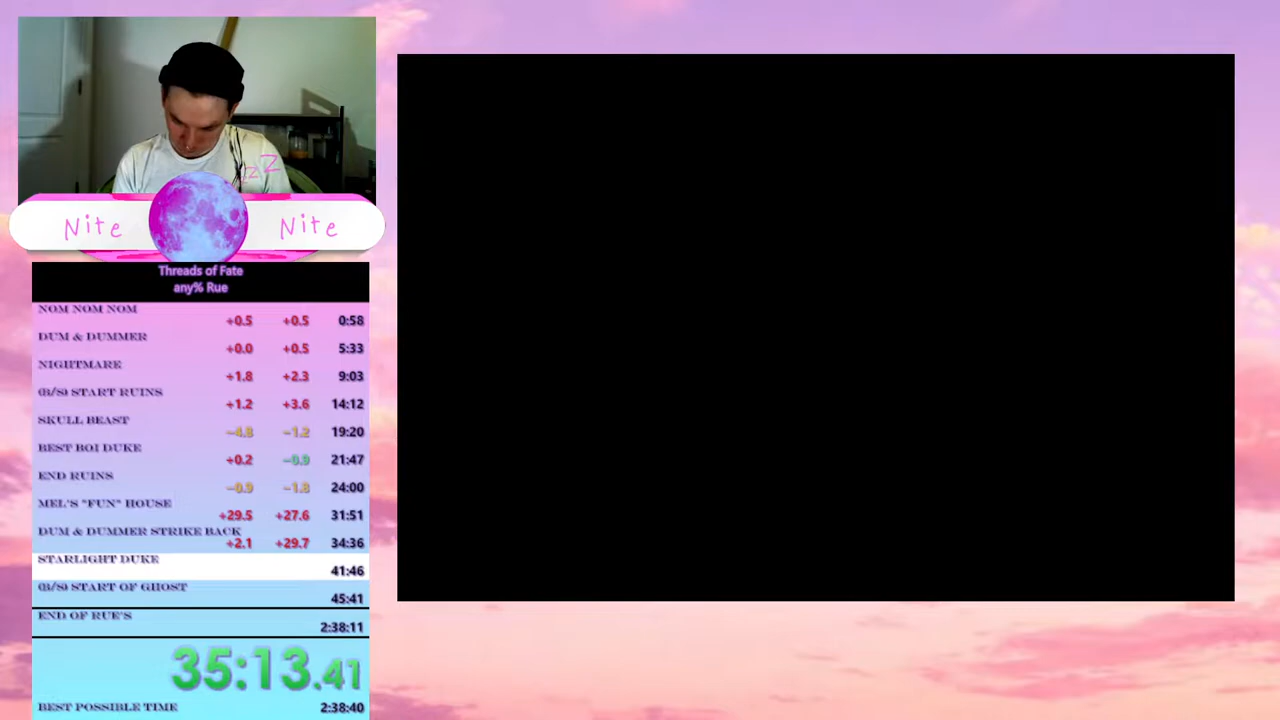 zZ
Nite Nite
Threads of Fate
any% Rue
NOM NOM NOM
+0.5 +0.5 0:58
DUM & DUMMER
+0.0 +0.5 5:33
NIGHTMARE
+1.8 +2.3 9:03
(B/S) START RUINS
+1.2 +3.6 14:12
SKULL BEAST
−4.8 −1.2 19:20
BEST BOI DUKE
+0.2 −0.9 21:47
END RUINS
−0.9 −1.8 24:00
MEL'S "FUN" HOUSE
+29.5 +27.6 31:51
DUM & DUMMER STRIKE BACK
+2.1 +29.7 34:36
STARLIGHT DUKE
41:46
(B/S) START OF GHOST
45:41
END OF RUE'S
2:38:11
35:13.41
BEST POSSIBLE TIME 2:38:40